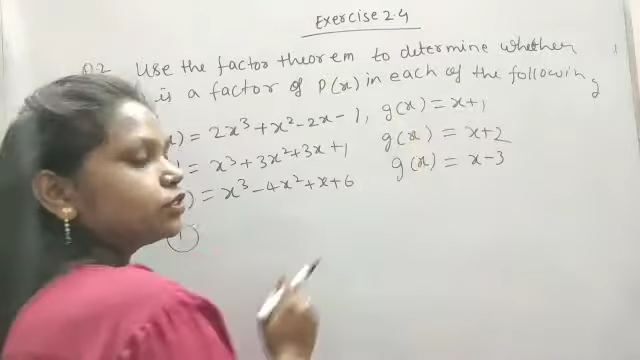 Exercise 2.4
Q.2 Use the factor theorem to determine whether
is a factor of P(x) in each of the following
x) = 2x³+x²-2x-1, g(x) = x+1
) = x³+3x²+3x+1 g(x) = x+2
) = x³-4x²+x+6 g(x) = x-3